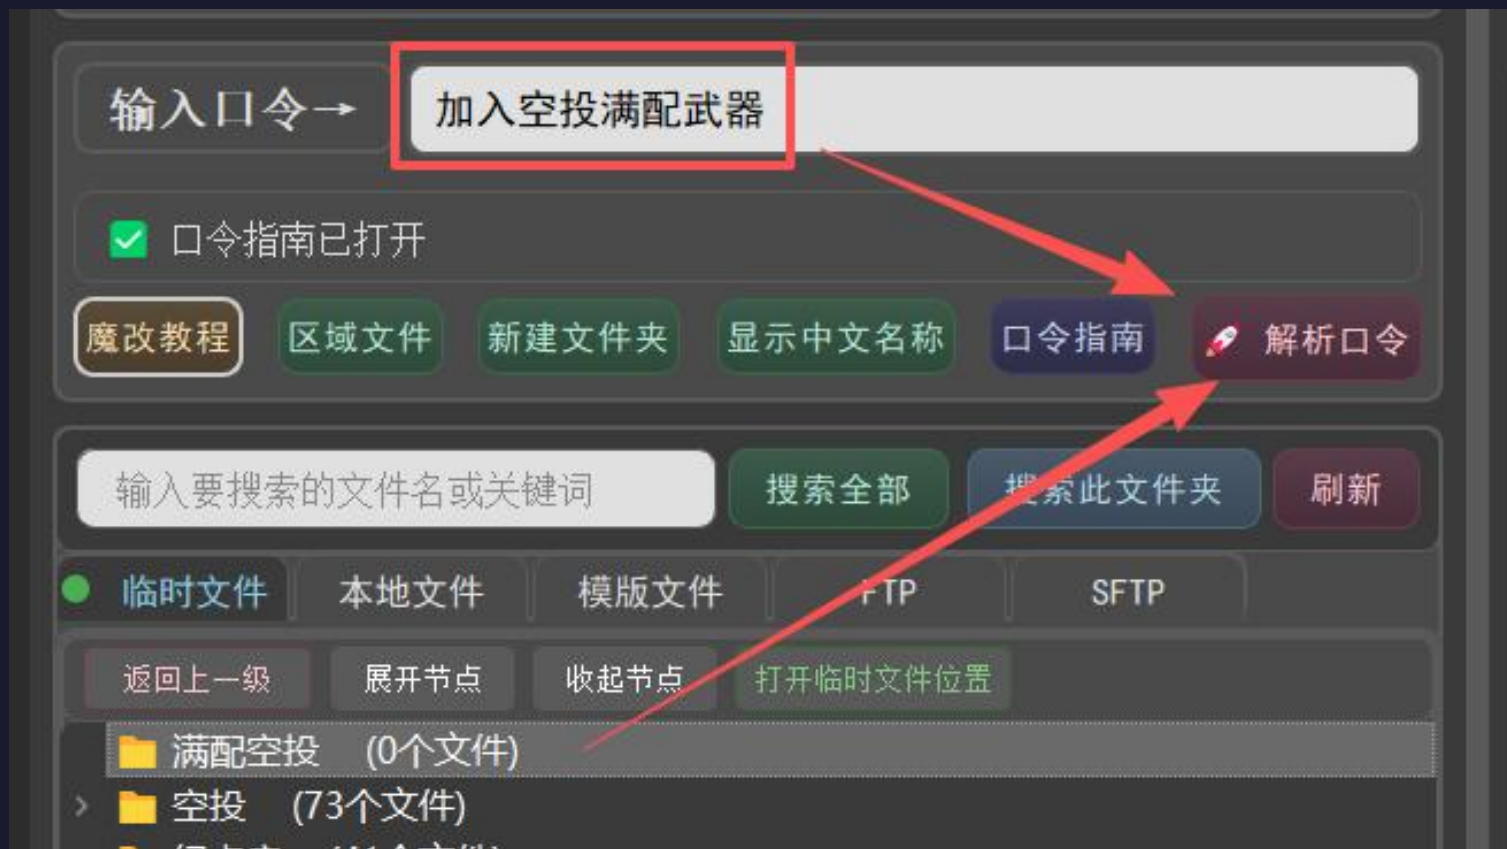 输入口令→ 加入空投满配武器
口令指南已打开
魔改教程 区域文件 新建文件夹 显示中文名称 口令指南 解析口令
输入要搜索的文件名或关键词 搜索全部 搜索此文件夹 刷新
临时文件 本地文件 模版文件 FTP SFTP
返回上一级 展开节点 收起节点 打开临时文件位置
满配空投 (0个文件)
空投 (73个文件)